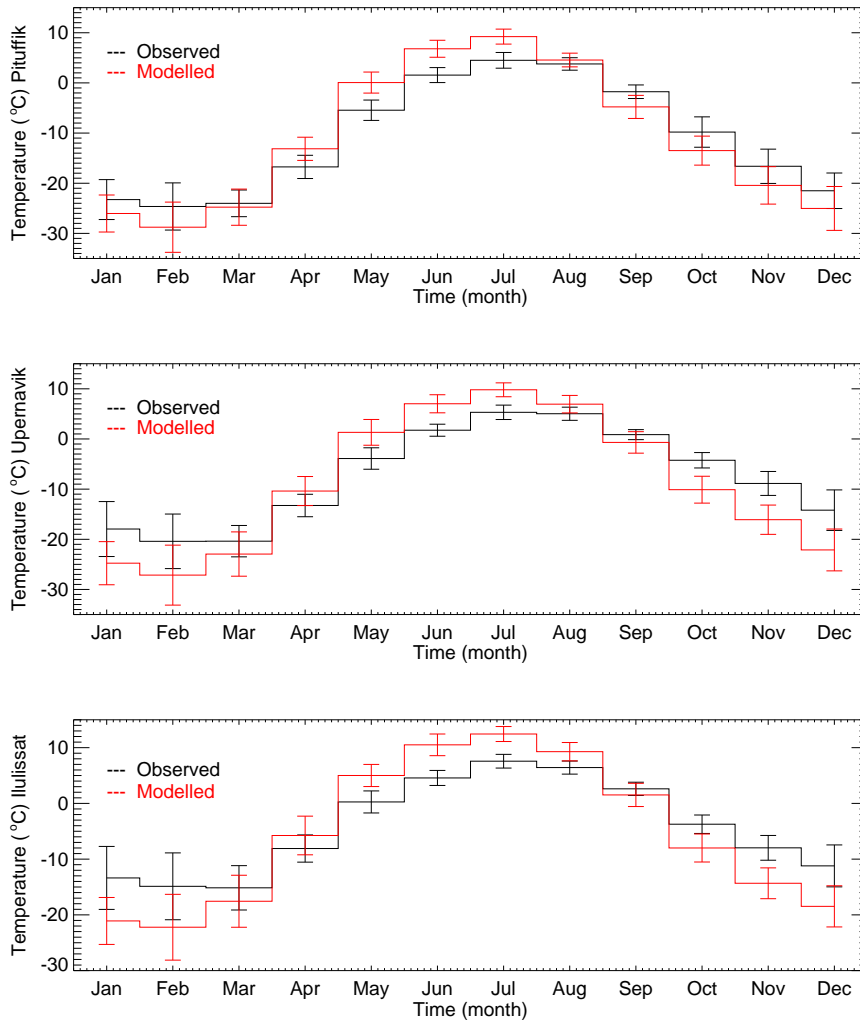 Temperature ( °C) Pituffik
10
0
-10
-20
-30
--- Observed
--- Modelled
Jan Feb Mar Apr May Jun Jul Aug Sep Oct Nov Dec
Time (month)
Temperature ( °C) Upernavik
10
0
-10
-20
-30
--- Observed
--- Modelled
Jan Feb Mar Apr May Jun Jul Aug Sep Oct Nov Dec
Time (month)
Temperature ( °C) Ilulissat
10
0
-10
-20
-30
--- Observed
--- Modelled
Jan Feb Mar Apr May Jun Jul Aug Sep Oct Nov Dec
Time (month)